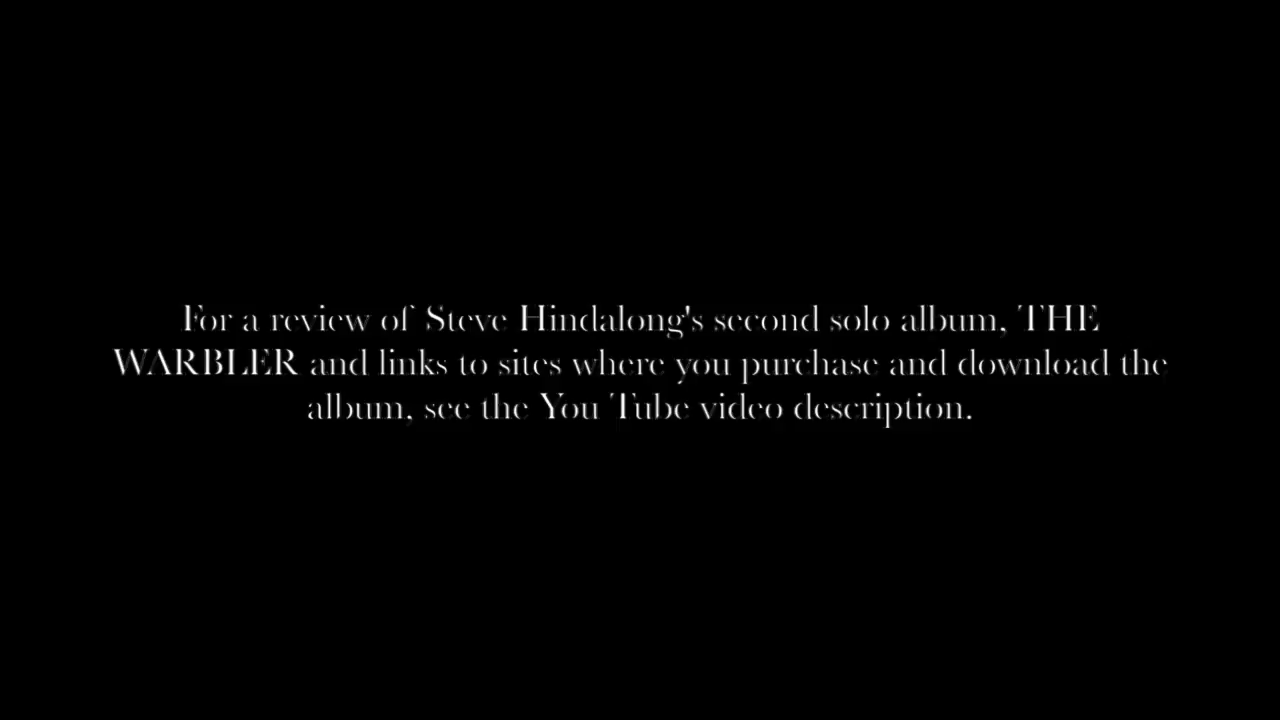 For a review of Steve Hindalong's second solo album, THE
WARBLER and links to sites where you purchase and download the
album, see the You Tube video description.